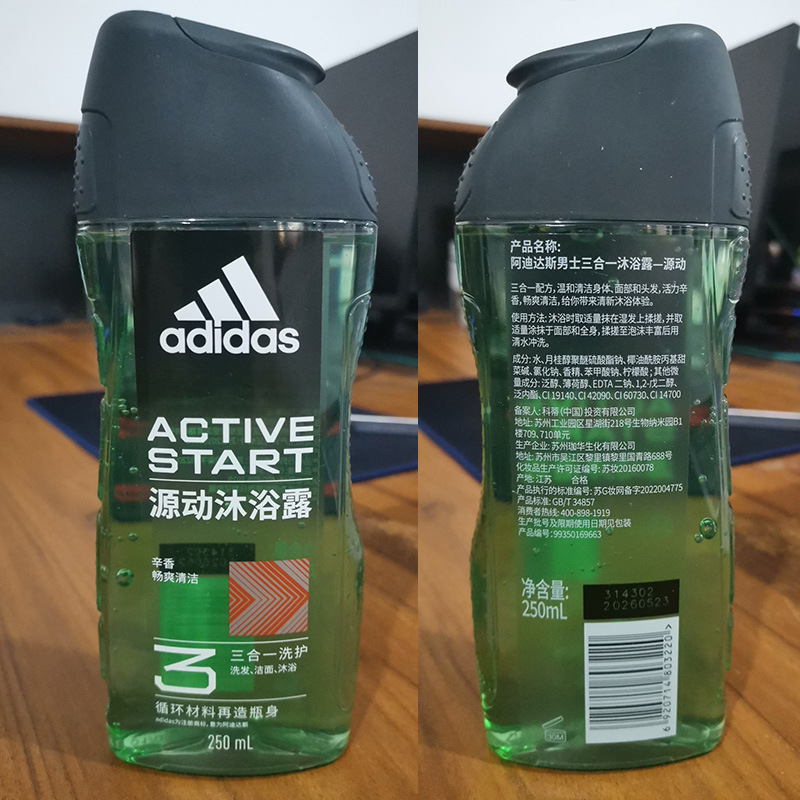 adidas
ACTIVE
START
源动沐浴露
辛香
畅爽清洁
3
三合一洗护
洗发、洁面、沐浴
循环材料再造瓶身
adidas为注册商标，意为阿迪达斯
250 mL
产品名称:
阿迪达斯男士三合一沐浴露—源动
三合一配方，温和清洁身体、面部和头发，活力辛
香，畅爽清洁，给你带来清新沐浴体验。
使用方法: 沐浴时取适量抹在湿发上揉搓，并取
适量涂抹于面部和全身，揉搓至泡沫丰富后用
清水冲洗。
成分: 水、月桂醇聚醚硫酸酯钠、椰油酰胺丙基甜
菜碱、氯化钠、香精、苯甲酸钠、柠檬酸; 其他微
量成分: 泛醇、薄荷醇、EDTA 二钠、1,2-戊二醇、
泛内酯、CI 19140、CI 42090、CI 60730、CI 14700
备案人: 科蒂 (中国) 投资有限公司
地址: 苏州工业园区星湖街218号生物纳米园B1
楼709、710单元
生产企业: 苏州珈华生化有限公司
地址: 苏州市吴江区黎里镇黎里国青路688号
化妆品生产许可证编号: 苏妆20160078
产地: 江苏 合格
产品执行的标准编号: 苏G妆网备字2022004775
产品标准: GB/T 34857
消费者热线: 400-898-1919
生产批号及限期使用日期见包装
产品编号: 99350169663
净含量:
250mL
314302
20260523
6 920714 803220 >
30M